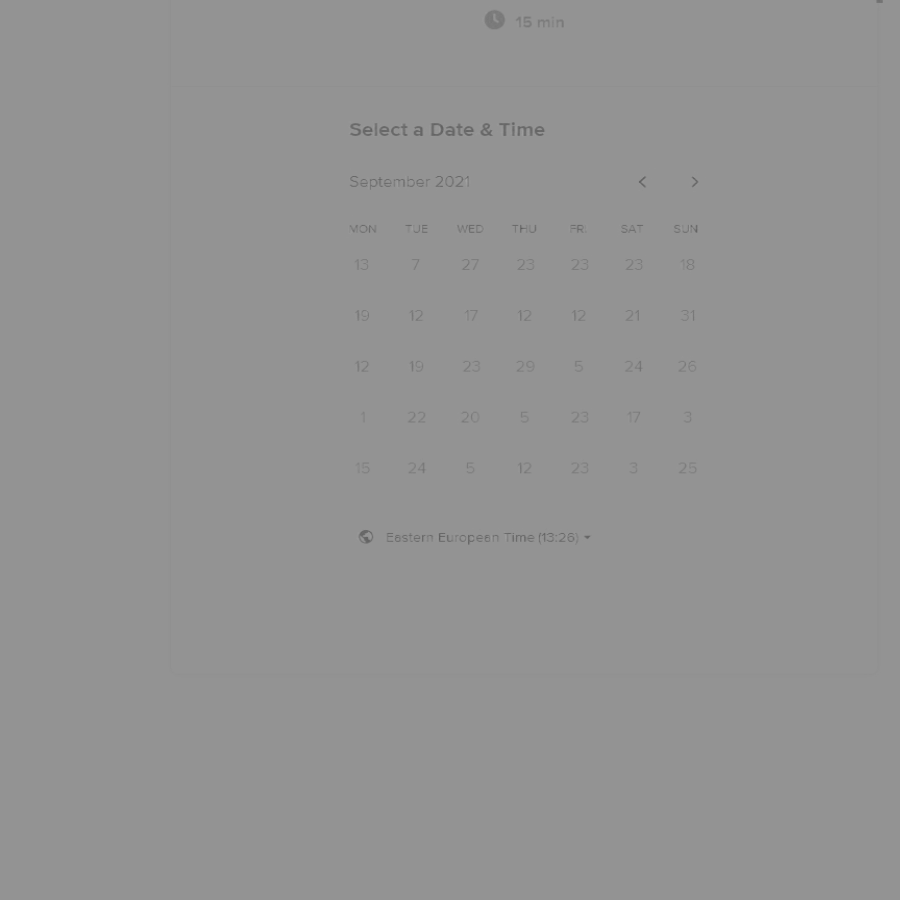 15 min
Select a Date & Time
September 2021
MON TUE WED THU FRI SAT SUN
13 7 27 23 23 23 18
19 12 17 12 12 21 31
12 19 23 29 5 24 26
1 22 20 5 23 17 3
15 24 5 12 23 3 25
Eastern European Time (13:26)